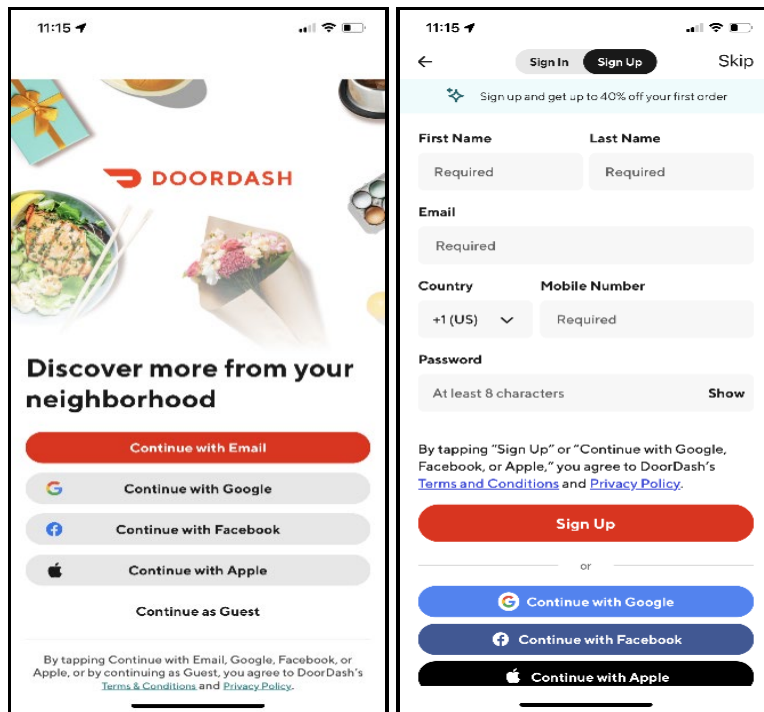 11:15
DOORDASH
Discover more from your
neighborhood
Continue with Email
Continue with Google
Continue with Facebook
Continue with Apple
Continue as Guest
By tapping Continue with Email, Google, Facebook, or
Apple, or by continuing as Guest, you agree to DoorDash's
Terms & Conditions and Privacy Policy.
11:15
Sign In Sign Up Skip
Sign up and get up to 40% off your first order
First Name Last Name
Required Required
Email
Required
Country Mobile Number
+1 (US) Required
Password
At least 8 characters Show
By tapping "Sign Up" or "Continue with Google,
Facebook, or Apple," you agree to DoorDash's
Terms and Conditions and Privacy Policy.
Sign Up
or
Continue with Google
Continue with Facebook
Continue with Apple